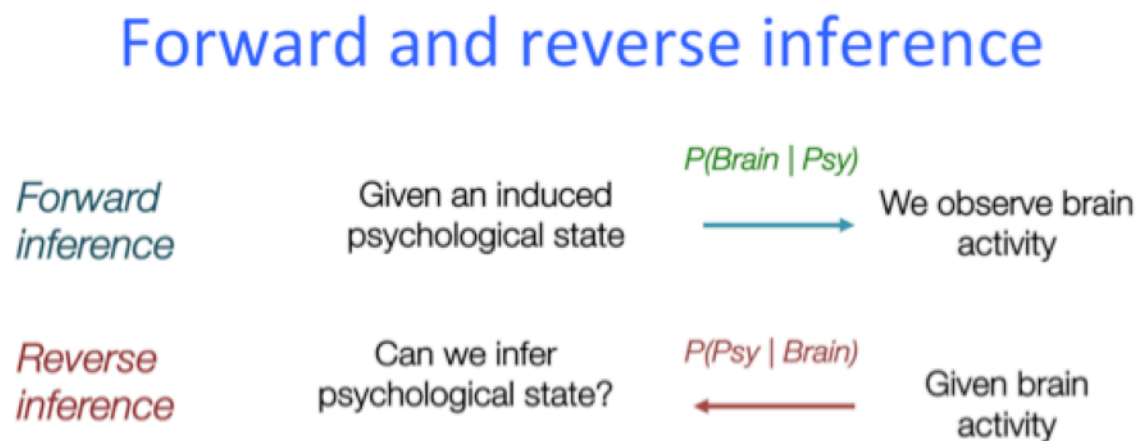 Forward and reverse inference
Forward
inference
Given an induced
psychological state
P(Brain | Psy)
We observe brain
activity
Reverse
inference
Can we infer
psychological state?
P(Psy | Brain)
Given brain
activity